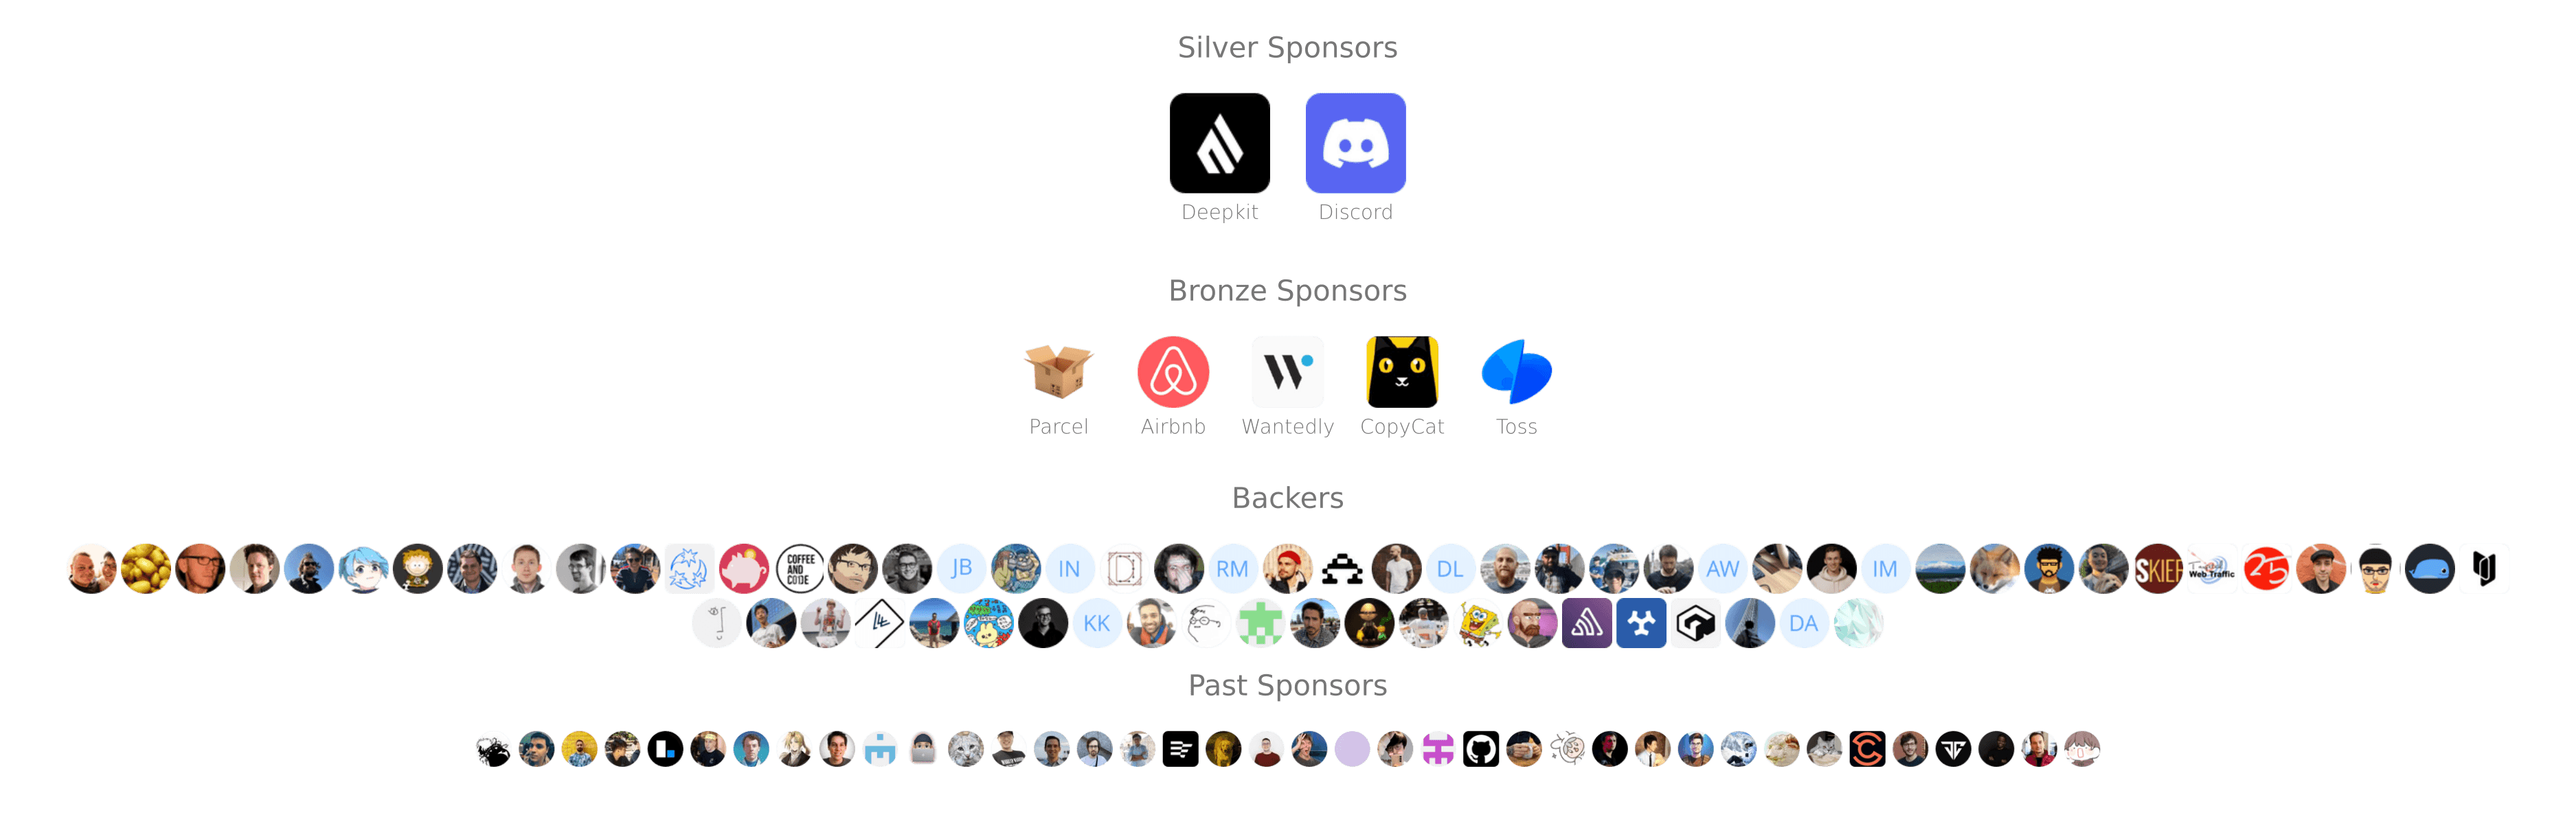 Silver Sponsors
Deepkit Discord
Bronze Sponsors
Parcel Airbnb Wantedly CopyCat Toss
Backers
COFFEE AND CODE JB IN RM DL AW IM SKIEF Web Traffic 25
KK DA
Past Sponsors